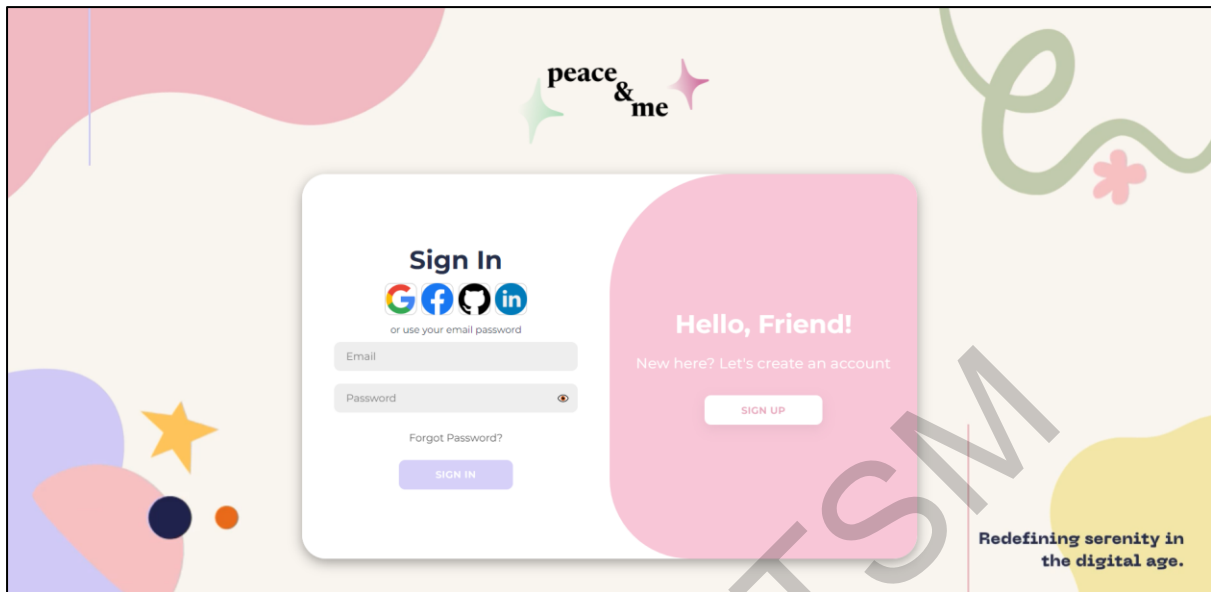 peace
&
me
Sign In
or use your email password
Email
Password
Forgot Password?
SIGN IN
Hello, Friend!
New here? Let's create an account
SIGN UP
Redefining serenity in
the digital age.
TSM